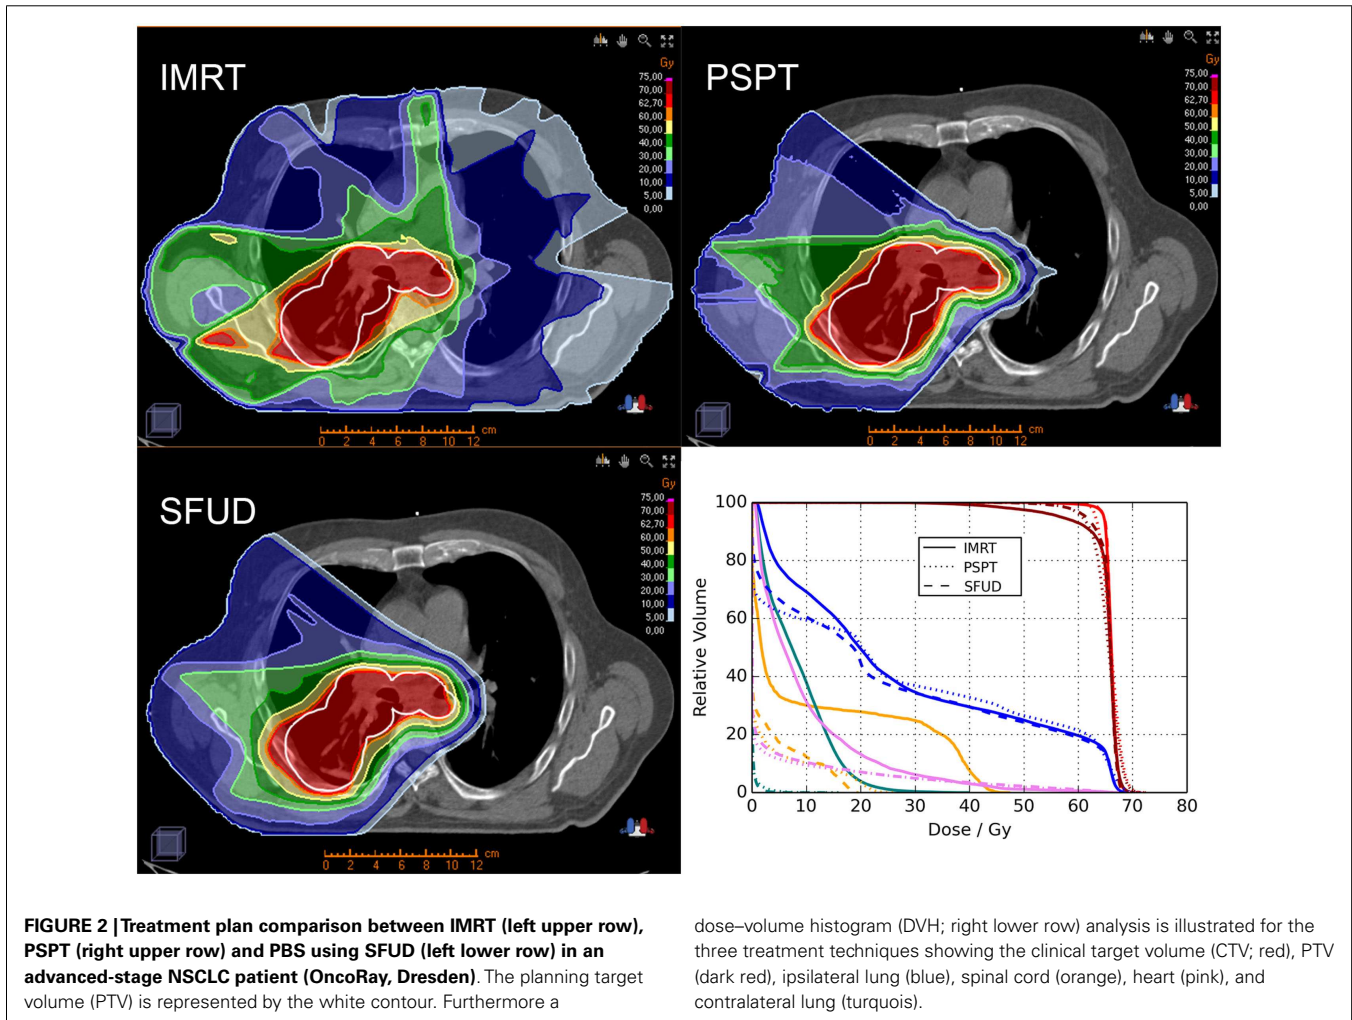 IMRT
Gy
75,00
70,00
62,70
60,00
50,00
40,00
30,00
20,00
10,00
5,00
0,00
cm
0 2 4 6 8 10 12
PSPT
Gy
75,00
70,00
62,70
60,00
50,00
40,00
30,00
20,00
10,00
5,00
0,00
cm
0 2 4 6 8 10 12
SFUD
Gy
75,00
70,00
62,70
60,00
50,00
40,00
30,00
20,00
10,00
5,00
0,00
cm
0 2 4 6 8 10 12
100
80
60
40
20
0
Relative Volume
IMRT
PSPT
SFUD
0 10 20 30 40 50 60 70 80
Dose / Gy
FIGURE 2 | Treatment plan comparison between IMRT (left upper row),
PSPT (right upper row) and PBS using SFUD (left lower row) in an
advanced-stage NSCLC patient (OncoRay, Dresden). The planning target
volume (PTV) is represented by the white contour. Furthermore a
dose–volume histogram (DVH; right lower row) analysis is illustrated for the
three treatment techniques showing the clinical target volume (CTV; red), PTV
(dark red), ipsilateral lung (blue), spinal cord (orange), heart (pink), and
contralateral lung (turquois).